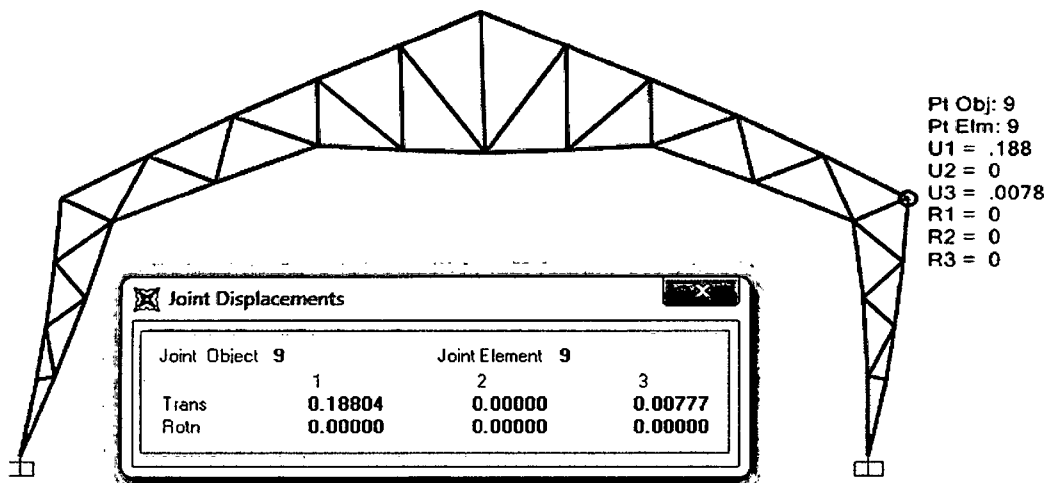 Pt Obj: 9
Pt Elm: 9
U1 = .188
U2 = 0
U3 = .0078
R1 = 0
R2 = 0
R3 = 0
Joint Displacements
Joint Object 9 Joint Element 9
1 2 3
Trans 0.18804 0.00000 0.00777
Rotn 0.00000 0.00000 0.00000